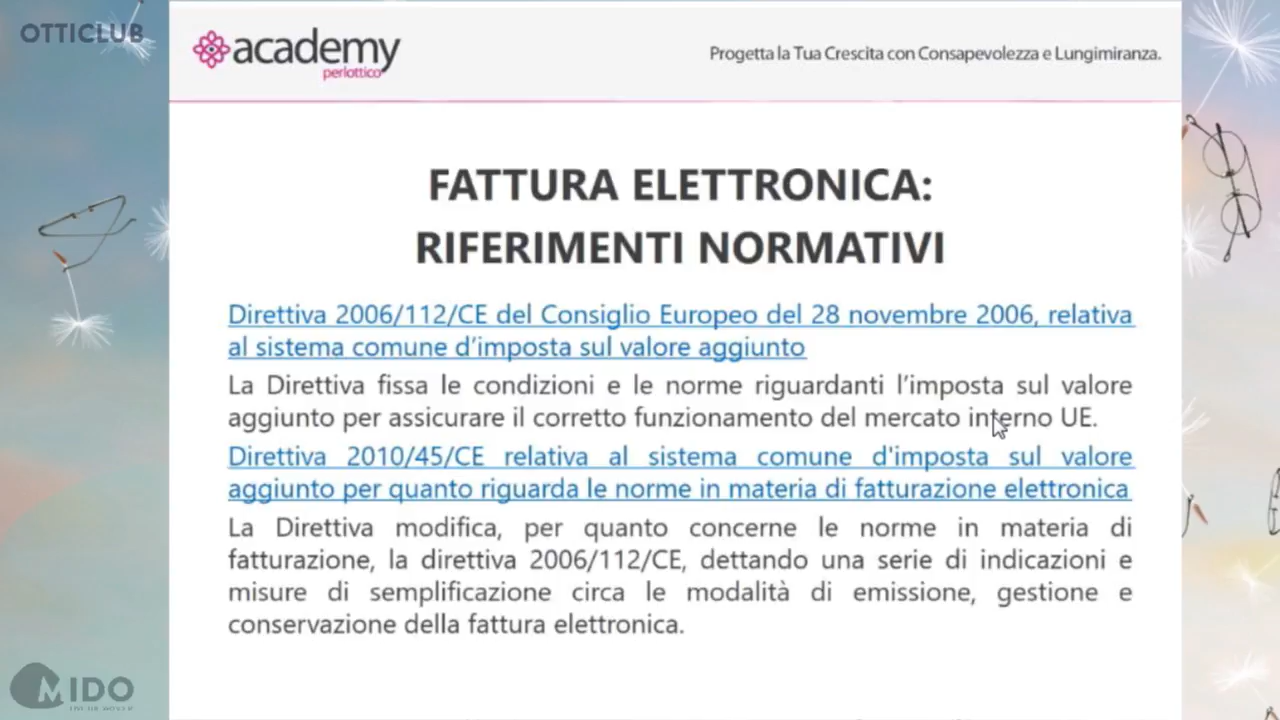 OTTICLUB
academy
perlottico
Progetta la Tua Crescita con Consapevolezza e Lungimiranza.
FATTURA ELETTRONICA:
RIFERIMENTI NORMATIVI
Direttiva 2006/112/CE del Consiglio Europeo del 28 novembre 2006, relativa
al sistema comune d’imposta sul valore aggiunto
La Direttiva fissa le condizioni e le norme riguardanti l’imposta sul valore
aggiunto per assicurare il corretto funzionamento del mercato interno UE.
Direttiva 2010/45/CE relativa al sistema comune d'imposta sul valore
aggiunto per quanto riguarda le norme in materia di fatturazione elettronica
La Direttiva modifica, per quanto concerne le norme in materia di
fatturazione, la direttiva 2006/112/CE, dettando una serie di indicazioni e
misure di semplificazione circa le modalità di emissione, gestione e
conservazione della fattura elettronica.
MIDO